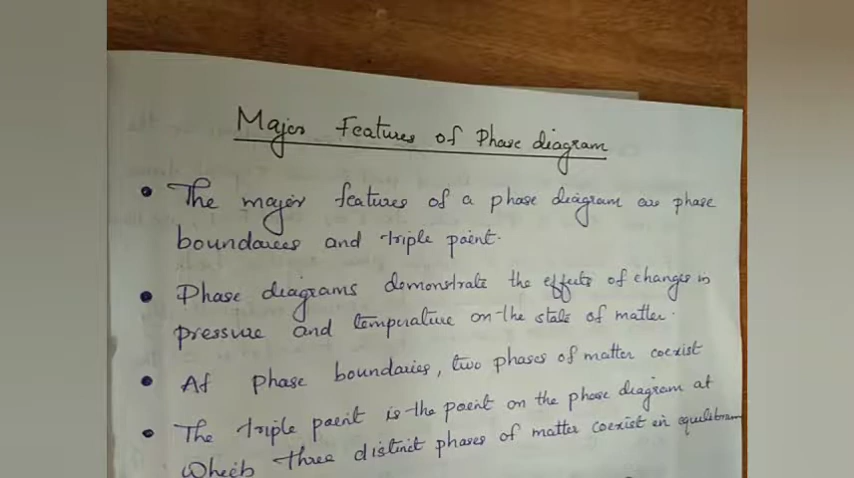 Major Features of Phase diagram
• The major features of a phase diagram are phase
boundaries and triple point.
• Phase diagrams demonstrate the effects of changes in
pressure and temperature on the state of matter.
• At phase boundaries, two phases of matter coexist
• The triple point is the point on the phase diagram at
which three distinct phases of matter coexist in equilibrium